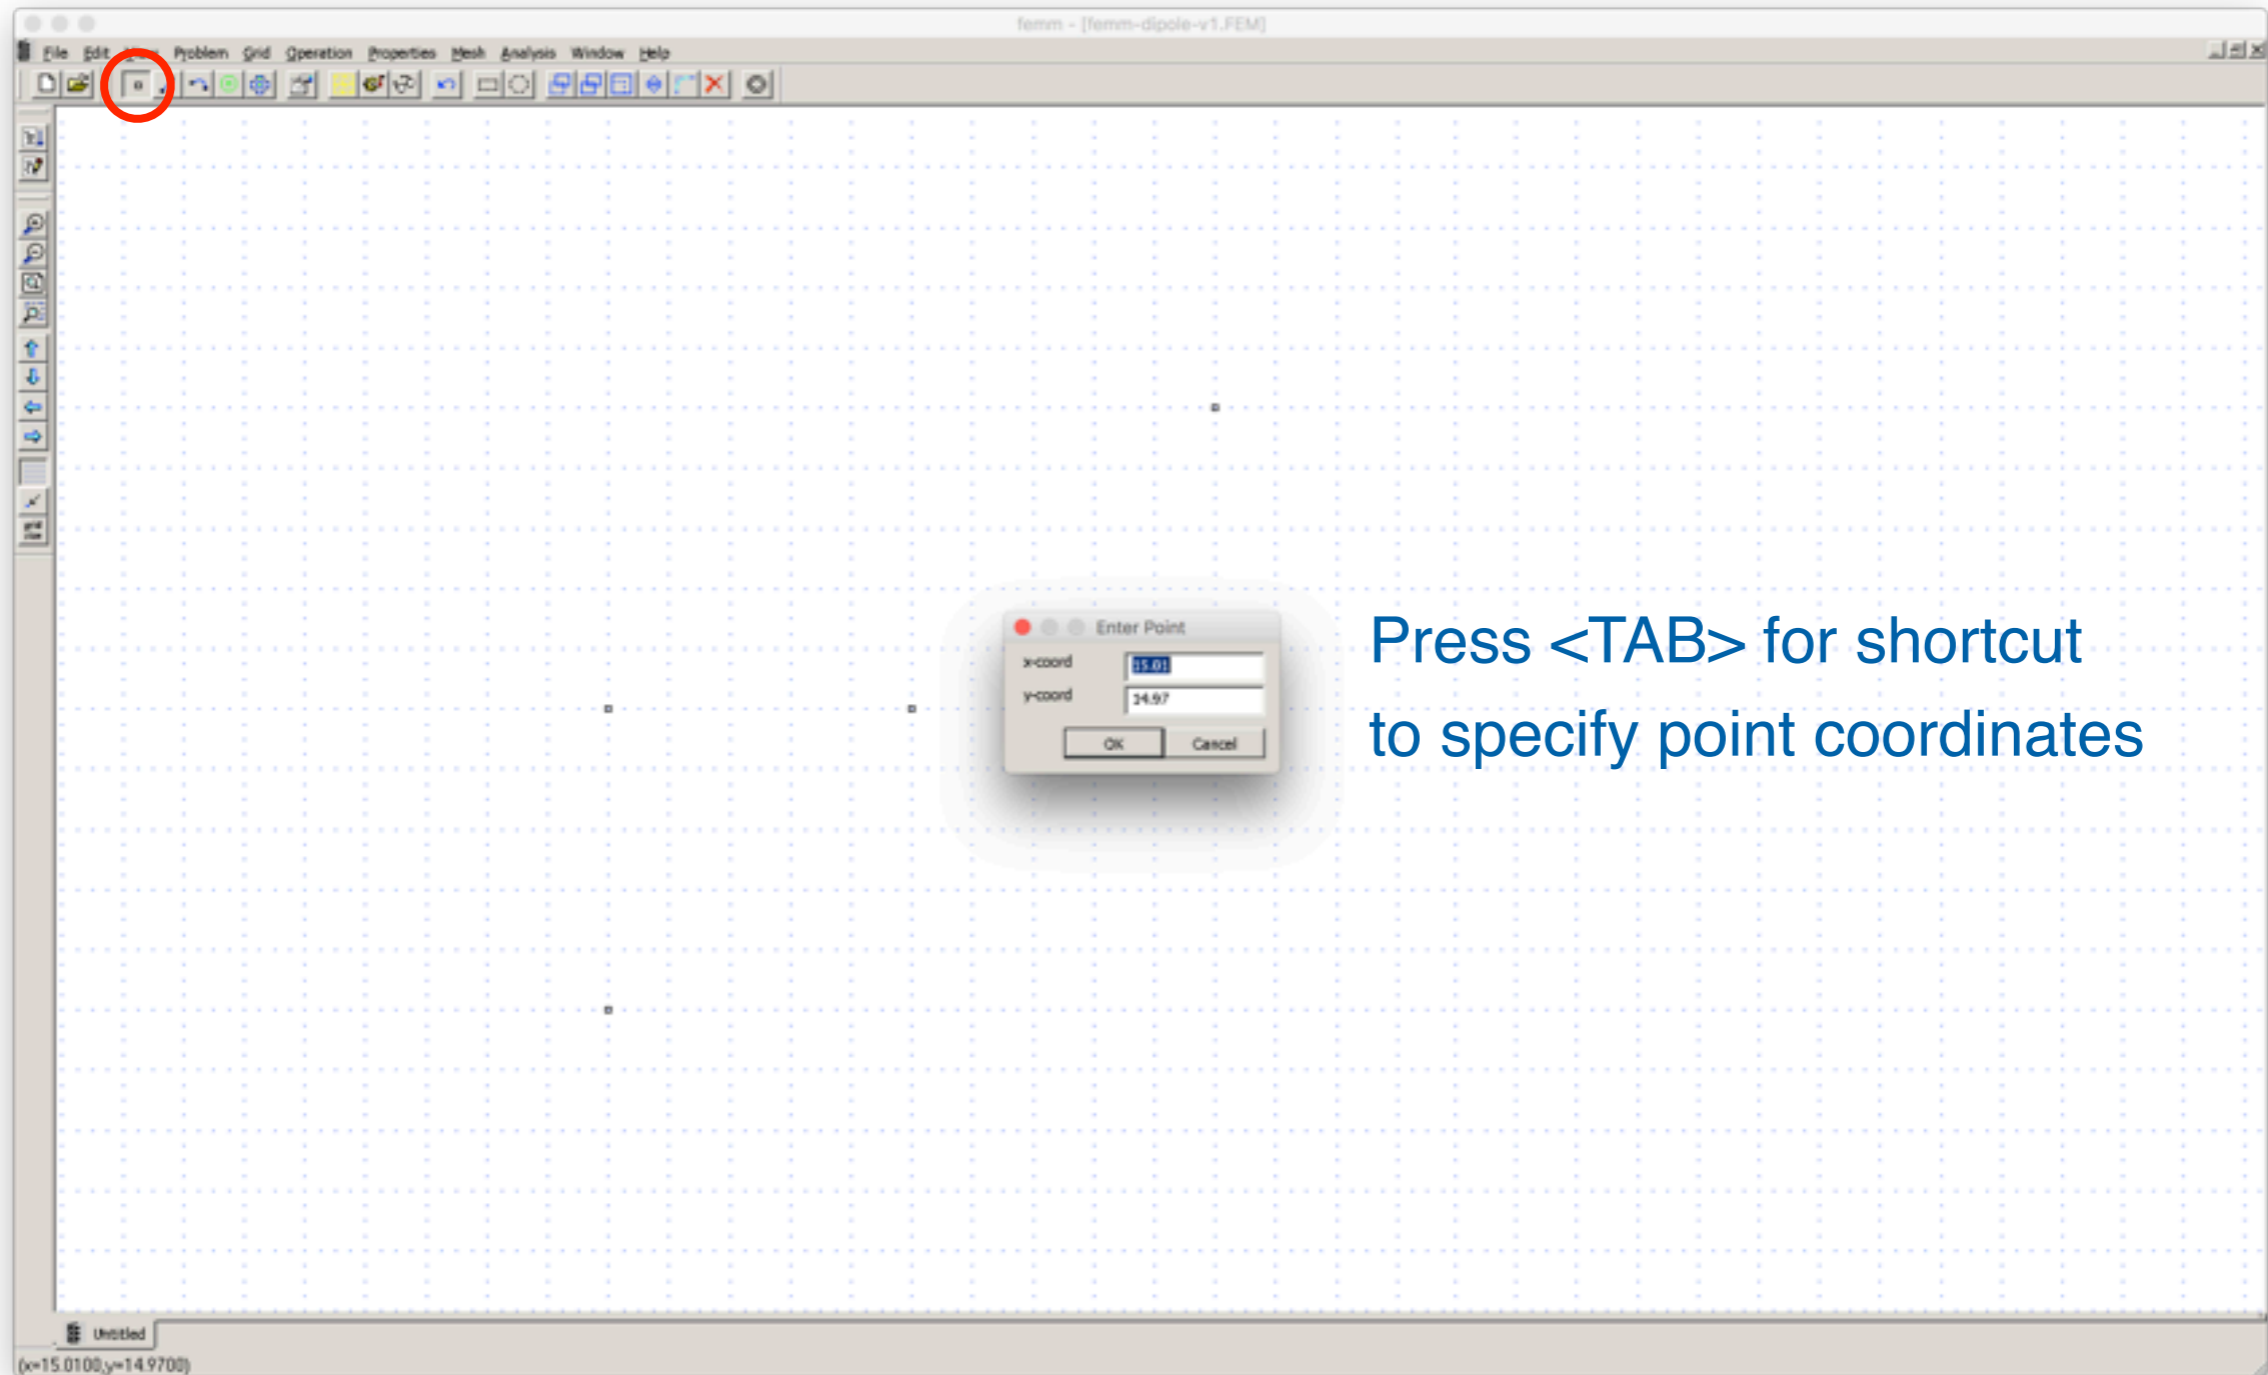 femm - [femm-dipole-v1.FEM]
File Edit View Problem Grid Operation Properties Mesh Analysis Window Help
Enter Point
x-coord 15.01
y-coord 14.97
OK Cancel
Press <TAB> for shortcut
to specify point coordinates
Untitled
(x=15.0100,y=14.9700)